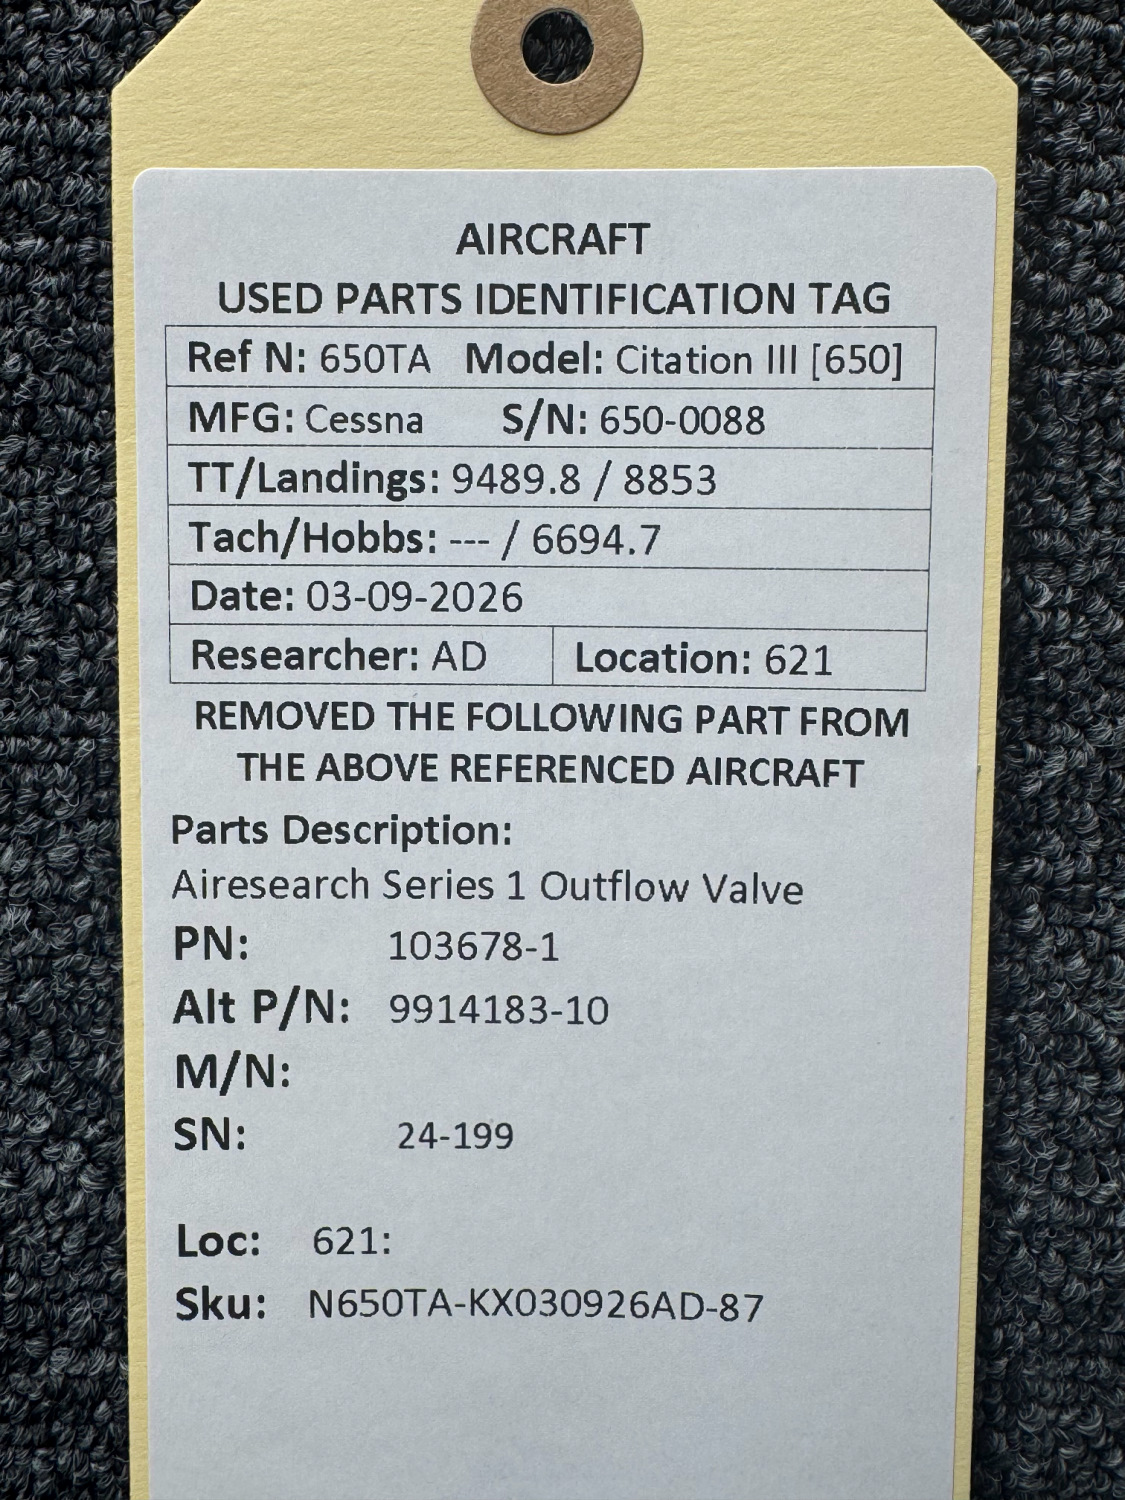 AIRCRAFT
USED PARTS IDENTIFICATION TAG
Ref N: 650TA Model: Citation III [650]
MFG: Cessna S/N: 650-0088
TT/Landings: 9489.8 / 8853
Tach/Hobbs: --- / 6694.7
Date: 03-09-2026
Researcher: AD Location: 621
REMOVED THE FOLLOWING PART FROM
THE ABOVE REFERENCED AIRCRAFT
Parts Description:
Airesearch Series 1 Outflow Valve
PN: 103678-1
Alt P/N: 9914183-10
M/N:
SN: 24-199
Loc: 621:
Sku: N650TA-KX030926AD-87